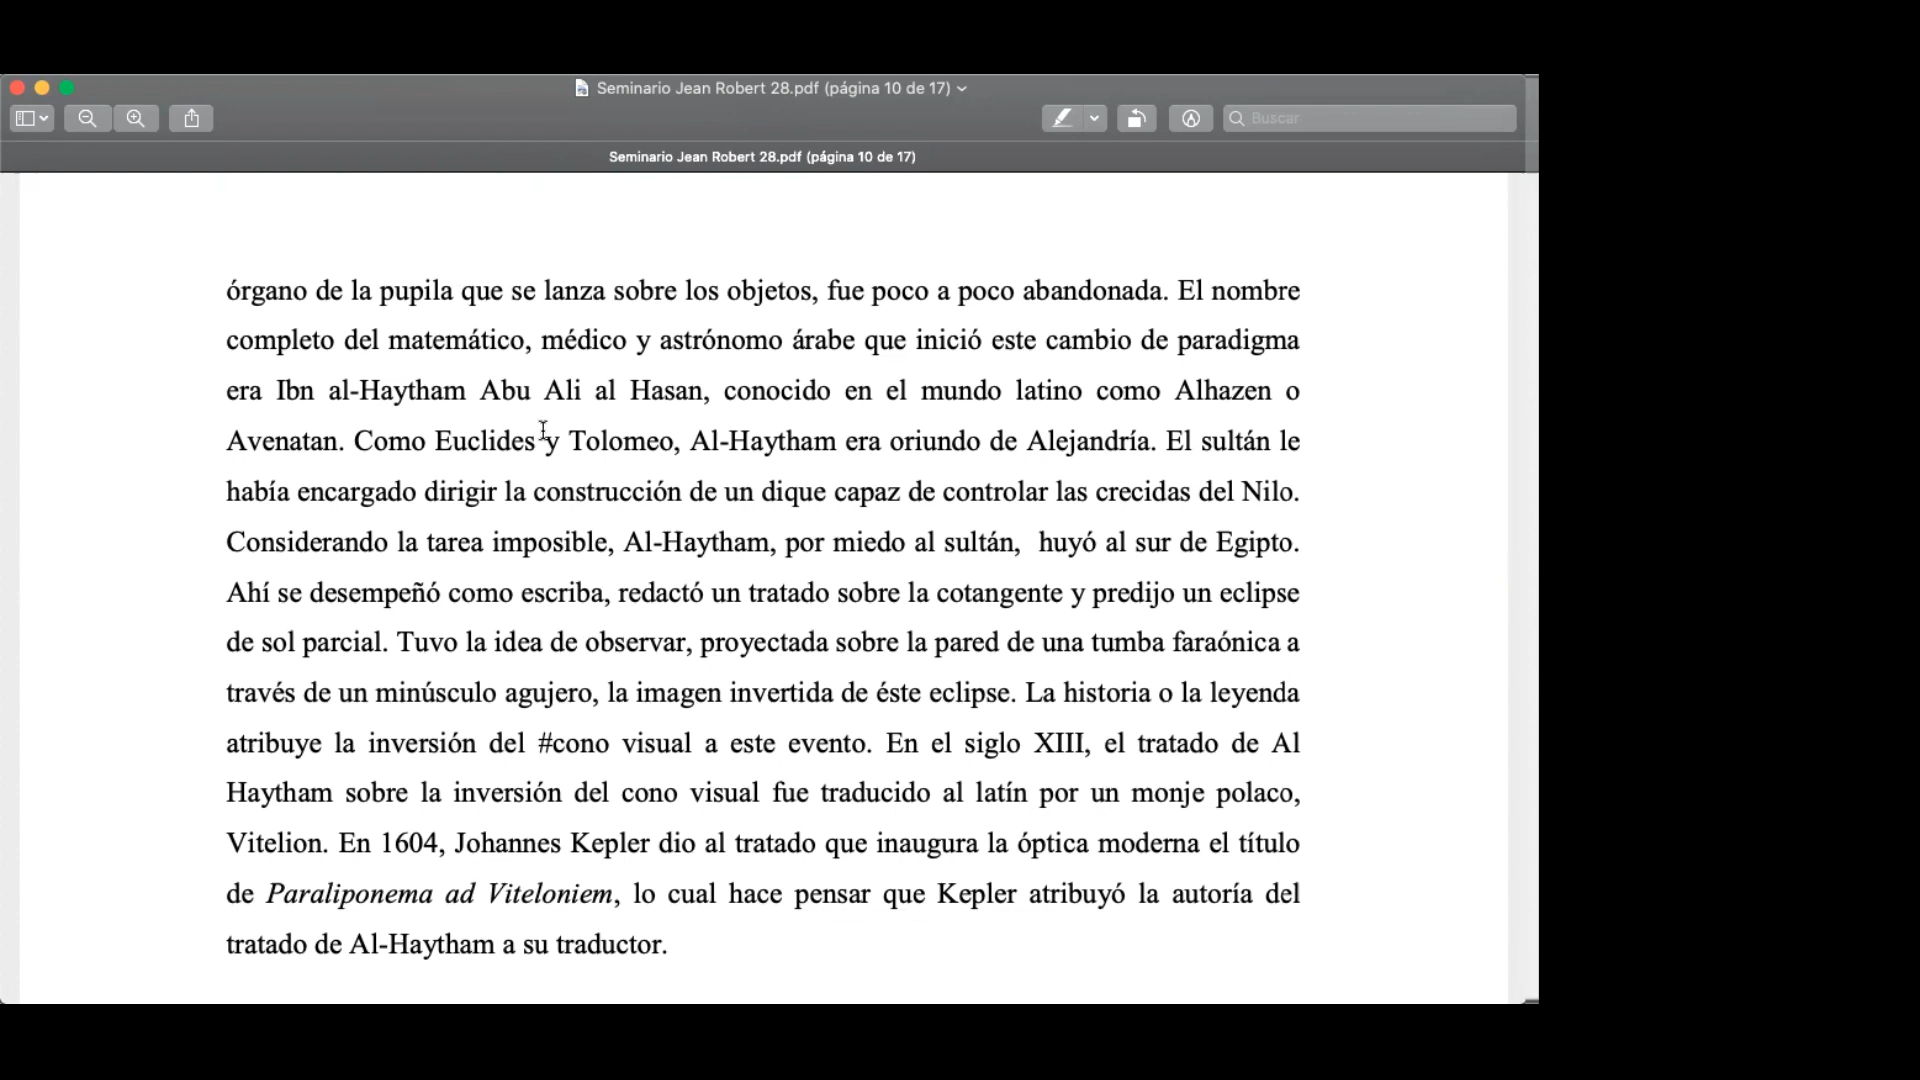 Seminario Jean Robert 28.pdf (página 10 de 17)
Buscar
Seminario Jean Robert 28.pdf (página 10 de 17)
órgano de la pupila que se lanza sobre los objetos, fue poco a poco abandonada. El nombre
completo del matemático, médico y astrónomo árabe que inició este cambio de paradigma
era Ibn al-Haytham Abu Ali al Hasan, conocido en el mundo latino como Alhazen o
Avenatan. Como Euclides y Tolomeo, Al-Haytham era oriundo de Alejandría. El sultán le
había encargado dirigir la construcción de un dique capaz de controlar las crecidas del Nilo.
Considerando la tarea imposible, Al-Haytham, por miedo al sultán, huyó al sur de Egipto.
Ahí se desempeñó como escriba, redactó un tratado sobre la cotangente y predijo un eclipse
de sol parcial. Tuvo la idea de observar, proyectada sobre la pared de una tumba faraónica a
través de un minúsculo agujero, la imagen invertida de éste eclipse. La historia o la leyenda
atribuye la inversión del #cono visual a este evento. En el siglo XIII, el tratado de Al
Haytham sobre la inversión del cono visual fue traducido al latín por un monje polaco,
Vitelion. En 1604, Johannes Kepler dio al tratado que inaugura la óptica moderna el título
de Paraliponema ad Viteloniem, lo cual hace pensar que Kepler atribuyó la autoría del
tratado de Al-Haytham a su traductor.